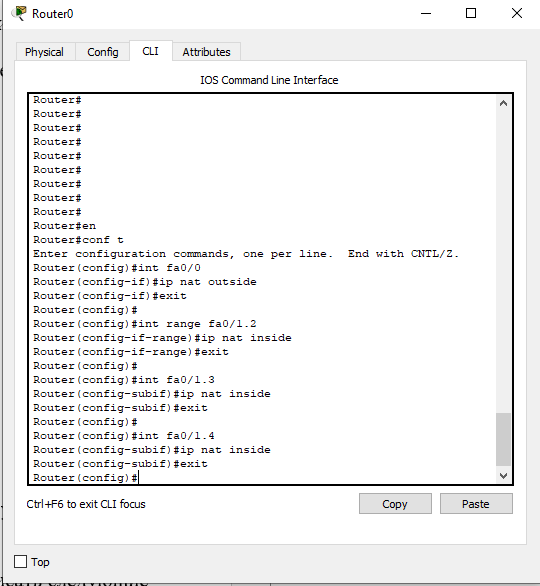 Router0
Physical Config CLI Attributes
IOS Command Line Interface
Router#
Router#
Router#
Router#
Router#
Router#
Router#
Router#
Router#
Router#en
Router#conf t
Enter configuration commands, one per line.  End with CNTL/Z.
Router(config)#int fa0/0
Router(config-if)#ip nat outside
Router(config-if)#exit
Router(config)#
Router(config)#int range fa0/1.2
Router(config-if-range)#ip nat inside
Router(config-if-range)#exit
Router(config)#
Router(config)#int fa0/1.3
Router(config-subif)#ip nat inside
Router(config-subif)#exit
Router(config)#
Router(config)#int fa0/1.4
Router(config-subif)#ip nat inside
Router(config-subif)#exit
Router(config)#
Ctrl+F6 to exit CLI focus
Copy Paste
Top